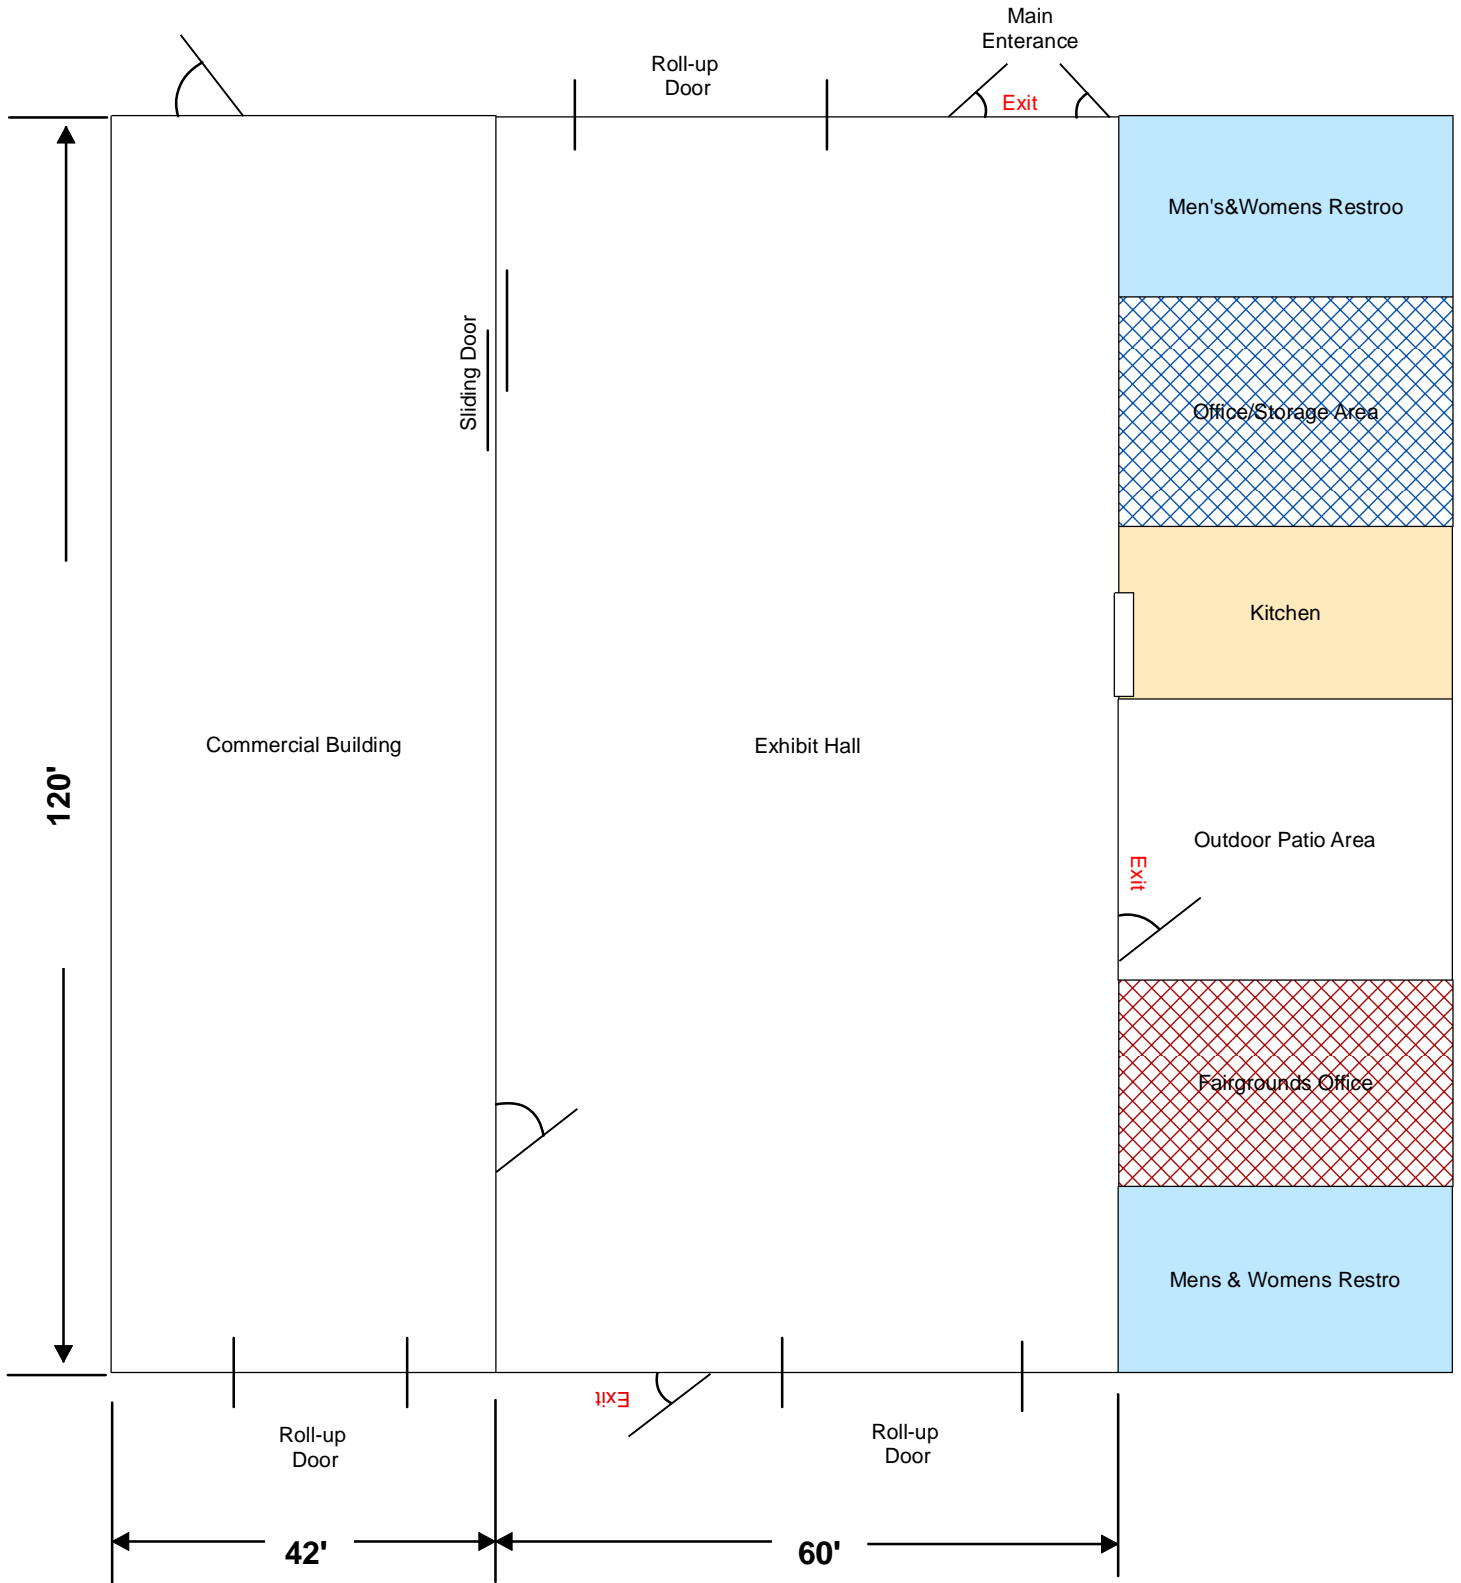 Main
Enterance
Roll-up
Door
Exit
Men's&Womens Restroo
Sliding Door
Office/Storage Area
Kitchen
Commercial Building
Exhibit Hall
120'
Outdoor Patio Area
Exit
Fairgrounds Office
Mens & Womens Restro
Exit
Roll-up
Door
Roll-up
Door
42'
60'